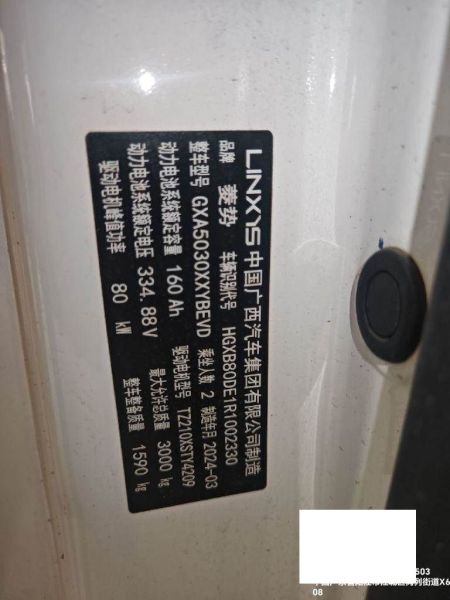 LINXYS 中国广西汽车集团有限公司制造
品牌 菱势 车辆识别代号 HGXB80DE1R1002330
整车型号 GXA5030XXYBEVD 乘坐人数 2 制造年月 2024-03
动力电池系统额定容量 160 Ah 驱动电机型号 TZ210XSTY4209
动力电池系统额定电压 334.88V 最大允许总质量 3000 kg
驱动电机峰值功率 80 kW 整车整备质量 1590 kg
503
街道X6
08